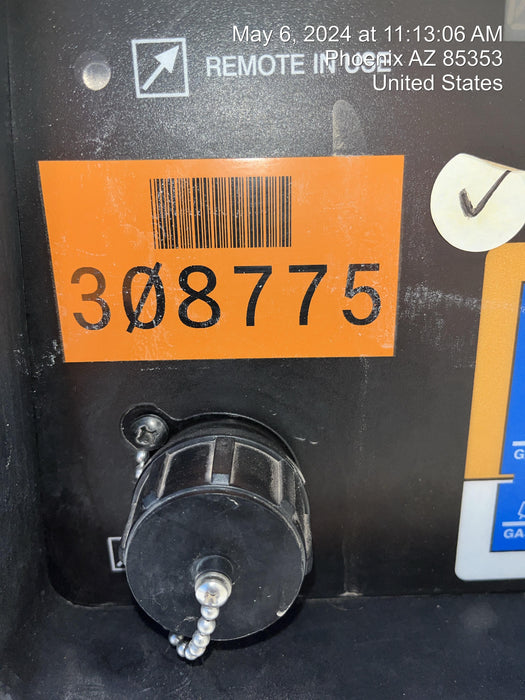 May 6, 2024 at 11:13:06 AM
Phoenix AZ 85353
United States
REMOTE IN USE
3Ø8775